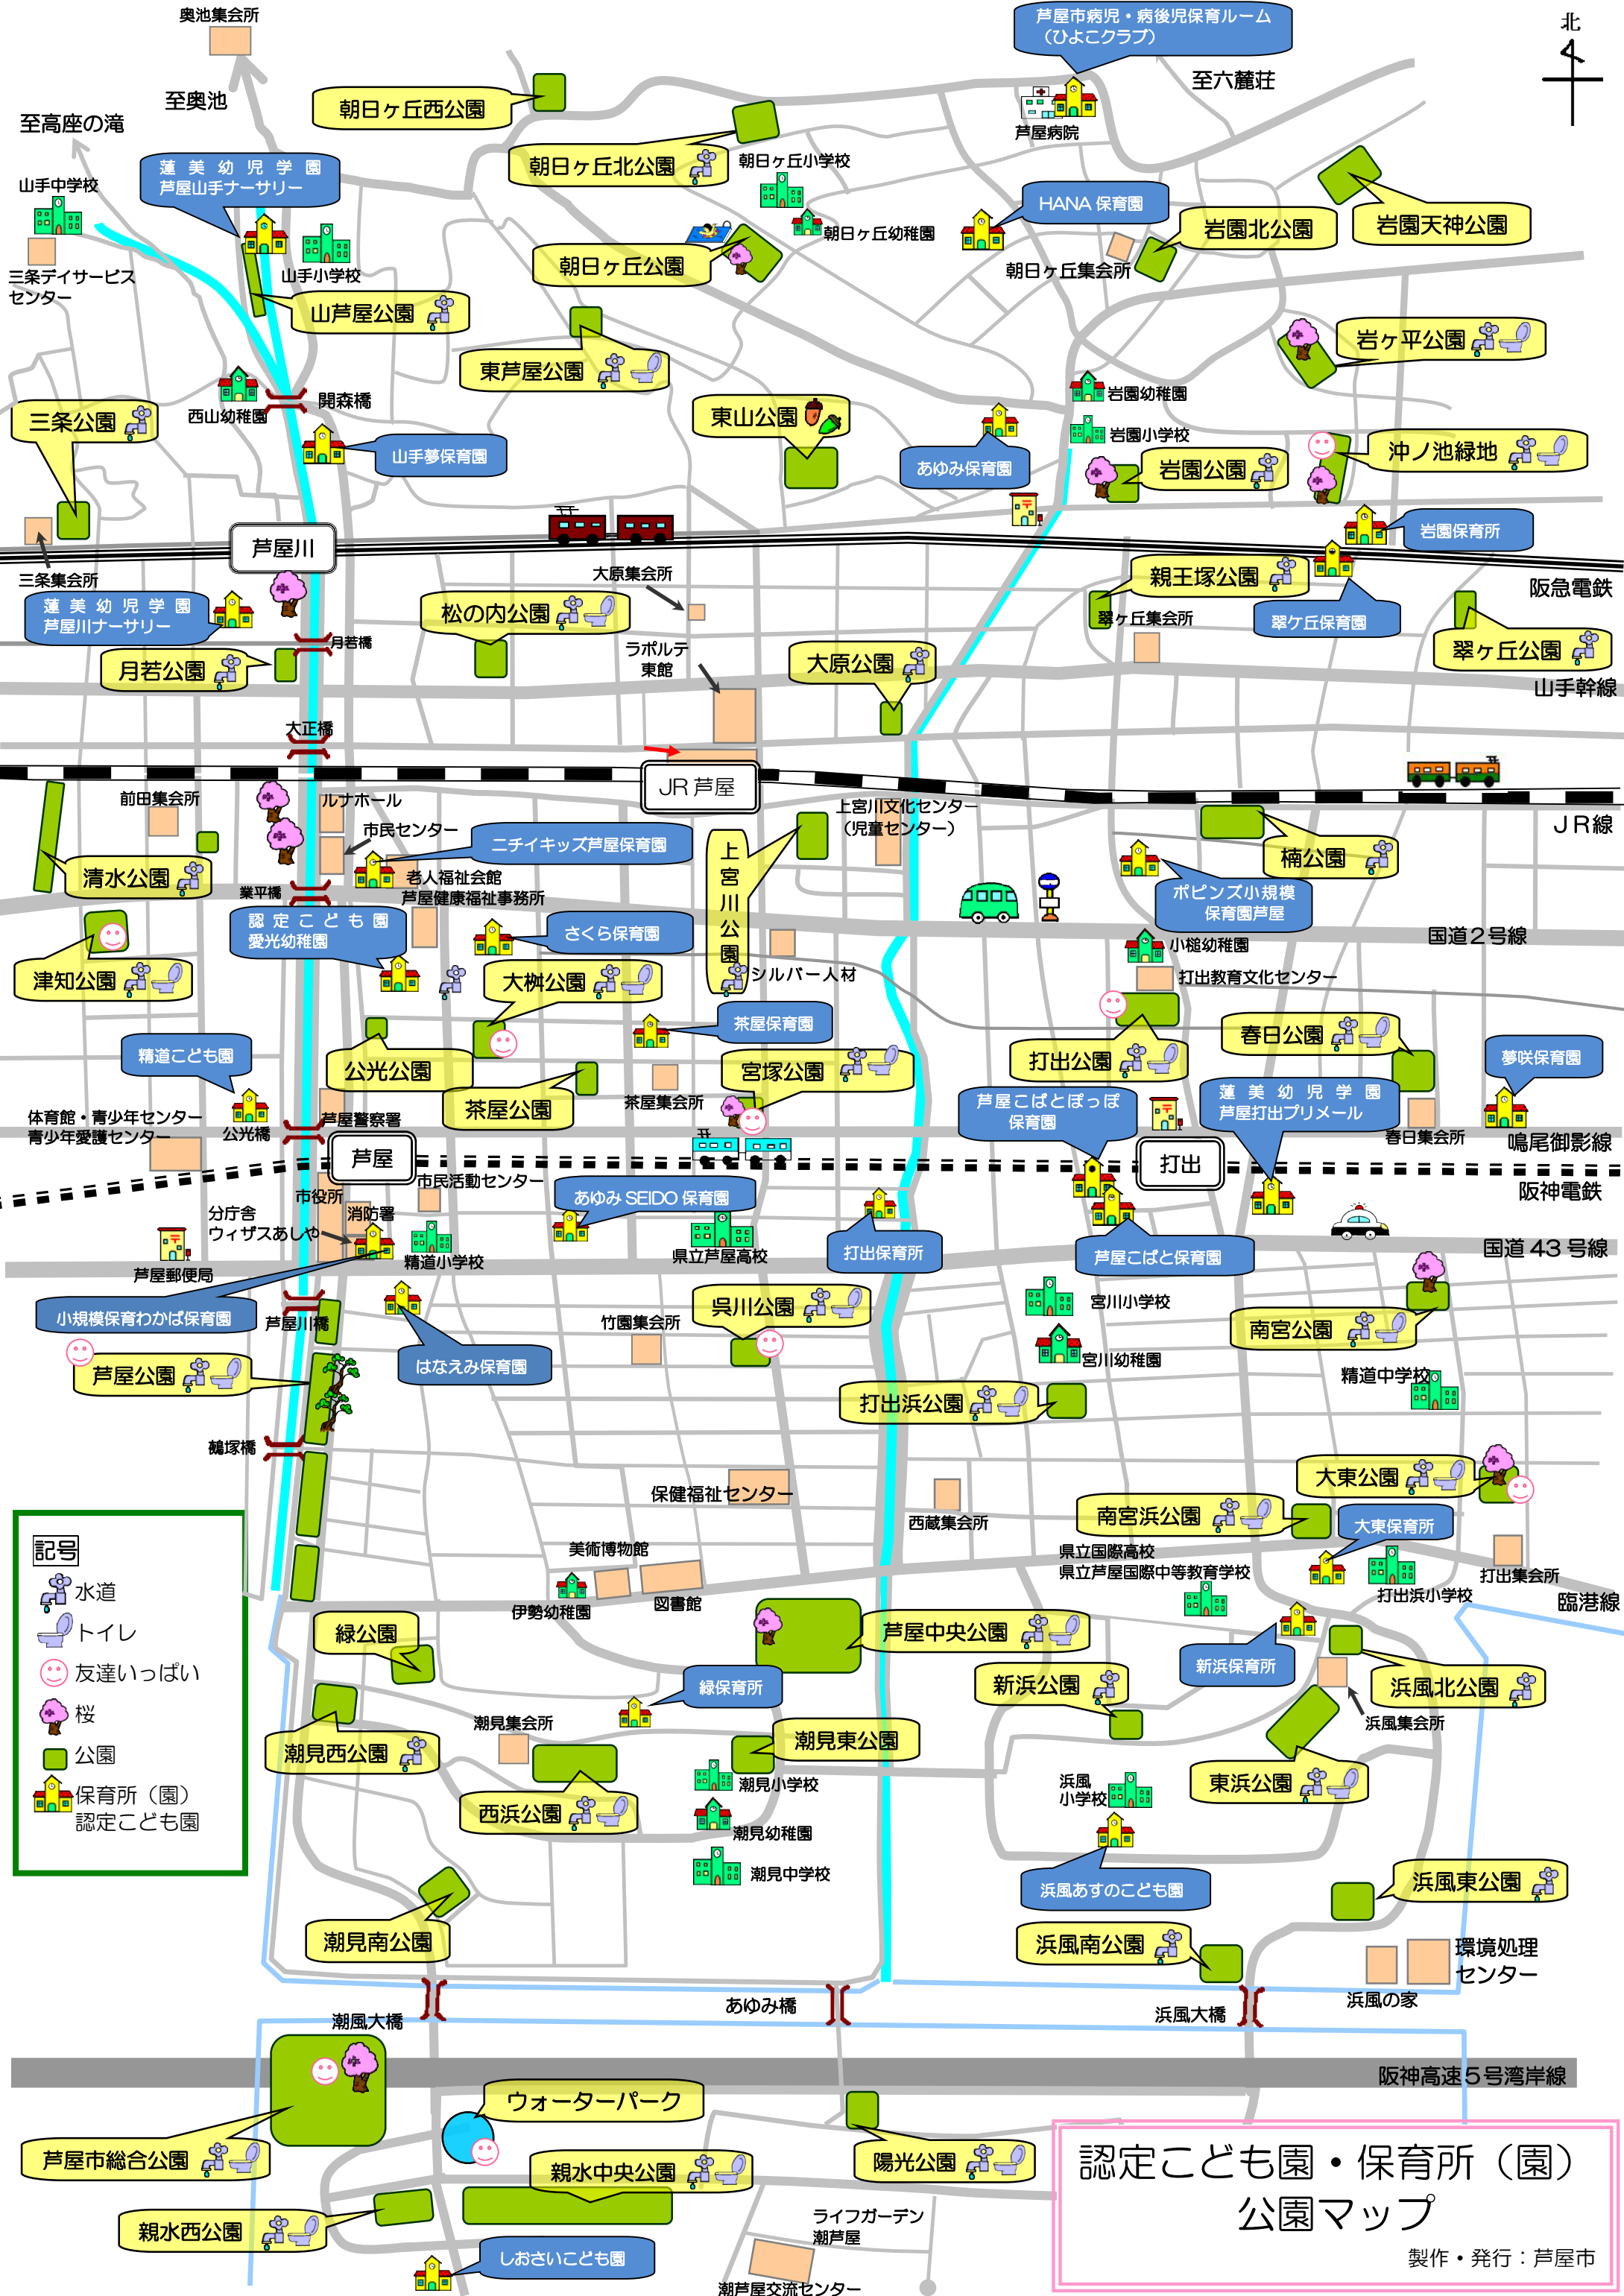 奥池集会所
芦屋市病児・病後児保育ルーム
（ひよこクラブ）
北
至奥池
至六麓荘
至高座の滝
朝日ヶ丘西公園
芦屋病院
蓮美幼児学園
芦屋山手ナーサリー
朝日ヶ丘北公園
朝日ヶ丘小学校
山手中学校
HANA 保育園
岩園北公園
岩園天神公園
朝日ヶ丘幼稚園
三条デイサービス
センター
山手小学校
朝日ヶ丘公園
朝日ヶ丘集会所
山芦屋公園
東芦屋公園
岩ヶ平公園
西山幼稚園
開森橋
岩園幼稚園
三条公園
東山公園
岩園小学校
山手夢保育園
あゆみ保育園
岩園公園
沖ノ池緑地
岩園保育所
芦屋川
三条集会所
大原集会所
親王塚公園
阪急電鉄
蓮美幼児学園
芦屋川ナーサリー
松の内公園
翠ヶ丘集会所
翠ケ丘保育園
月若橋
翠ヶ丘公園
月若公園
ラポルテ
東館
大原公園
山手幹線
大正橋
JR 芦屋
前田集会所
ルナホール
上宮川文化センター
（児童センター）
ＪＲ線
市民センター
ニチイキッズ芦屋保育園
上宮川公園
楠公園
清水公園
老人福祉会館
業平橋
芦屋健康福祉事務所
ポピンズ小規模
保育園芦屋
認定こども園
愛光幼稚園
さくら保育園
国道２号線
小槌幼稚園
津知公園
大桝公園
シルバー人材
打出教育文化センター
茶屋保育園
精道こども園
公光公園
宮塚公園
打出公園
春日公園
夢咲保育園
茶屋公園
茶屋集会所
芦屋こばとぽっぽ
保育園
蓮美幼児学園
芦屋打出プリメール
体育館・青少年センター
青少年愛護センター
公光橋
芦屋警察署
春日集会所
鳴尾御影線
芦屋
打出
市民活動センター
阪神電鉄
市役所
あゆみ SEIDO 保育園
分庁舎
ウィザスあしや
消防署
芦屋郵便局
精道小学校
県立芦屋高校
打出保育所
芦屋こばと保育園
国道 43 号線
小規模保育わかば保育園
芦屋川橋
呉川公園
宮川小学校
竹園集会所
南宮公園
芦屋公園
はなえみ保育園
宮川幼稚園
精道中学校
打出浜公園
鵺塚橋
保健福祉センター
大東公園
西蔵集会所
南宮浜公園
大東保育所
記号
水道
トイレ
友達いっぱい
桜
公園
保育所（園）
認定こども園
美術博物館
県立国際高校
県立芦屋国際中等教育学校
打出集会所
伊勢幼稚園
図書館
打出浜小学校
臨港線
緑公園
芦屋中央公園
新浜保育所
新浜公園
緑保育所
浜風北公園
潮見集会所
浜風集会所
潮見西公園
潮見東公園
潮見小学校
浜風
小学校
東浜公園
西浜公園
潮見幼稚園
潮見中学校
浜風あすのこども園
浜風東公園
潮見南公園
浜風南公園
環境処理
センター
浜風の家
あゆみ橋
浜風大橋
潮風大橋
阪神高速５号湾岸線
ウォーターパーク
芦屋市総合公園
親水中央公園
陽光公園
認定こども園・保育所（園）
公園マップ
製作・発行：芦屋市
親水西公園
ライフガーデン
潮芦屋
しおさいこども園
潮芦屋交流センター